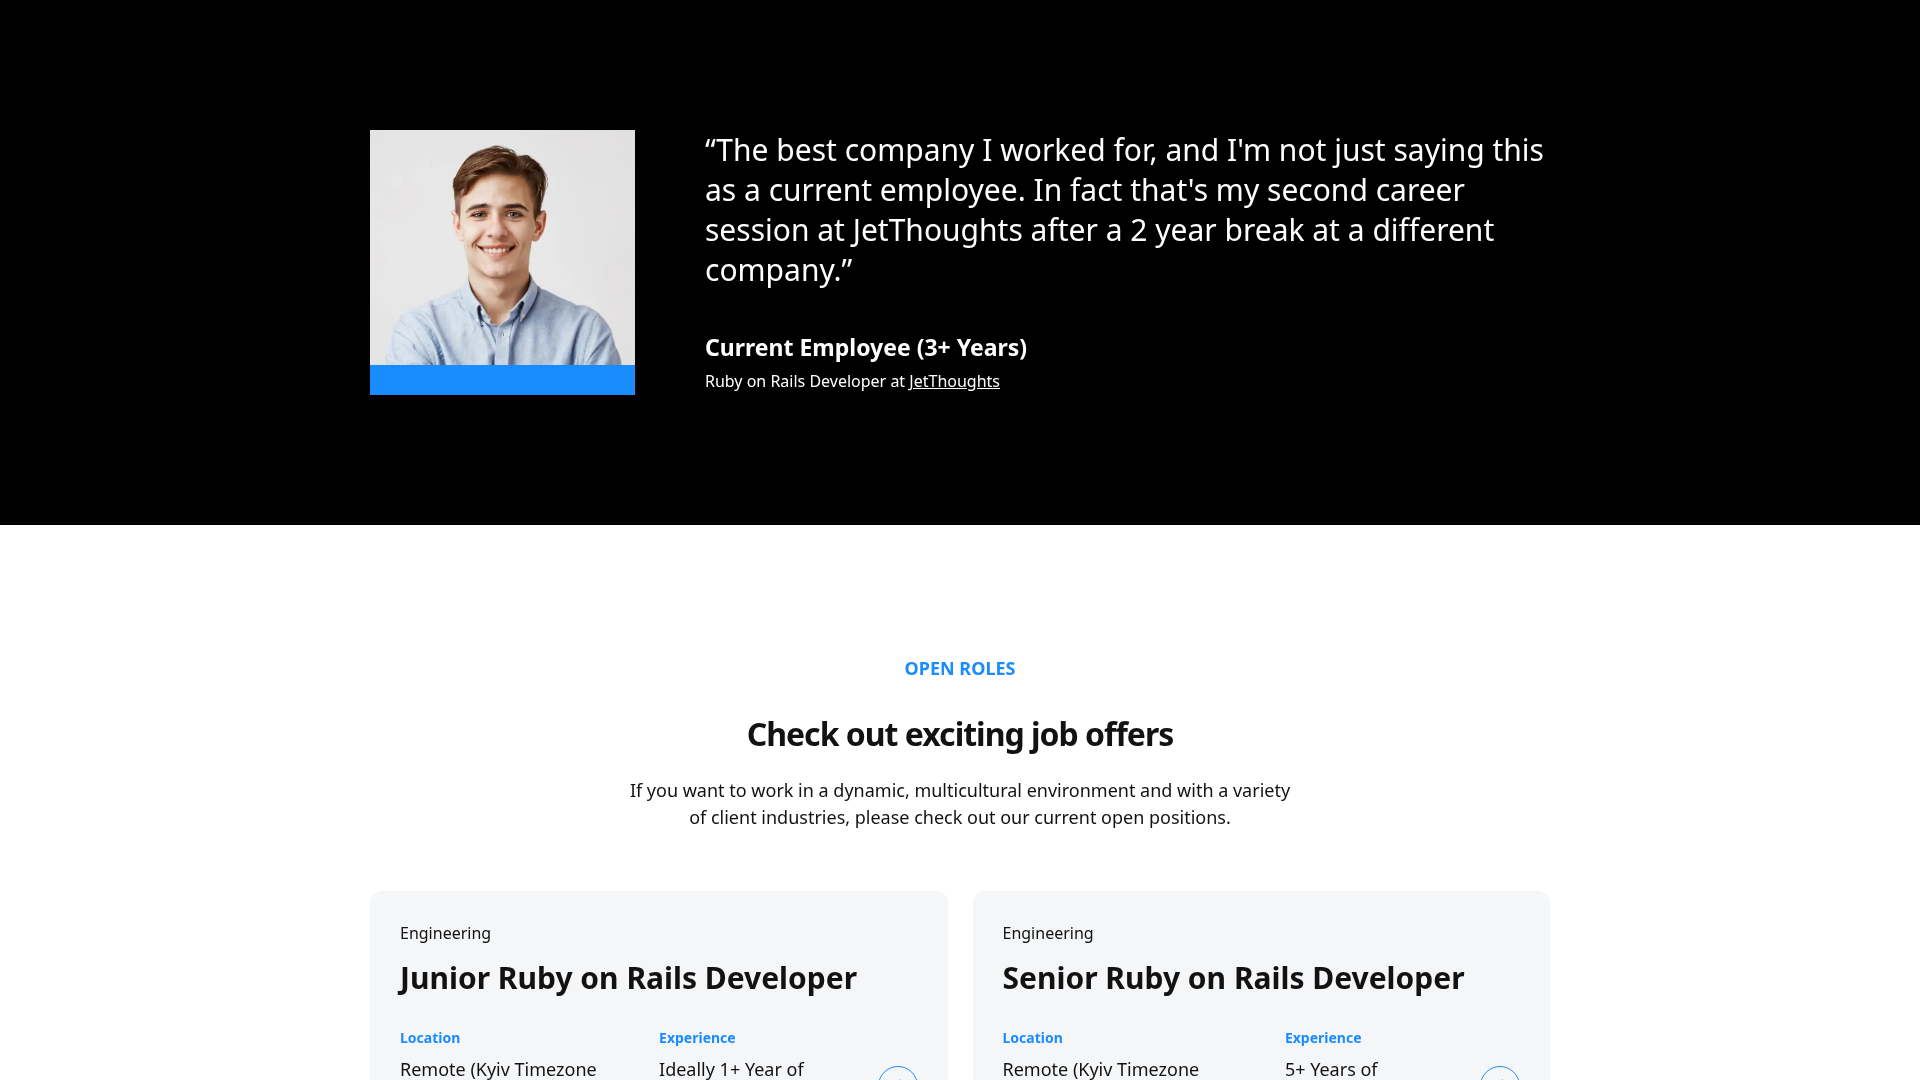 “The best company I worked for, and I'm not just saying this
as a current employee. In fact that's my second career
session at JetThoughts after a 2 year break at a different
company.”
Current Employee (3+ Years)
Ruby on Rails Developer at JetThoughts
OPEN ROLES
Check out exciting job offers
If you want to work in a dynamic, multicultural environment and with a variety
of client industries, please check out our current open positions.
Engineering
Junior Ruby on Rails Developer
Location
Experience
Remote (Kyiv Timezone
Ideally 1+ Year of
Engineering
Senior Ruby on Rails Developer
Location
Experience
Remote (Kyiv Timezone
5+ Years of